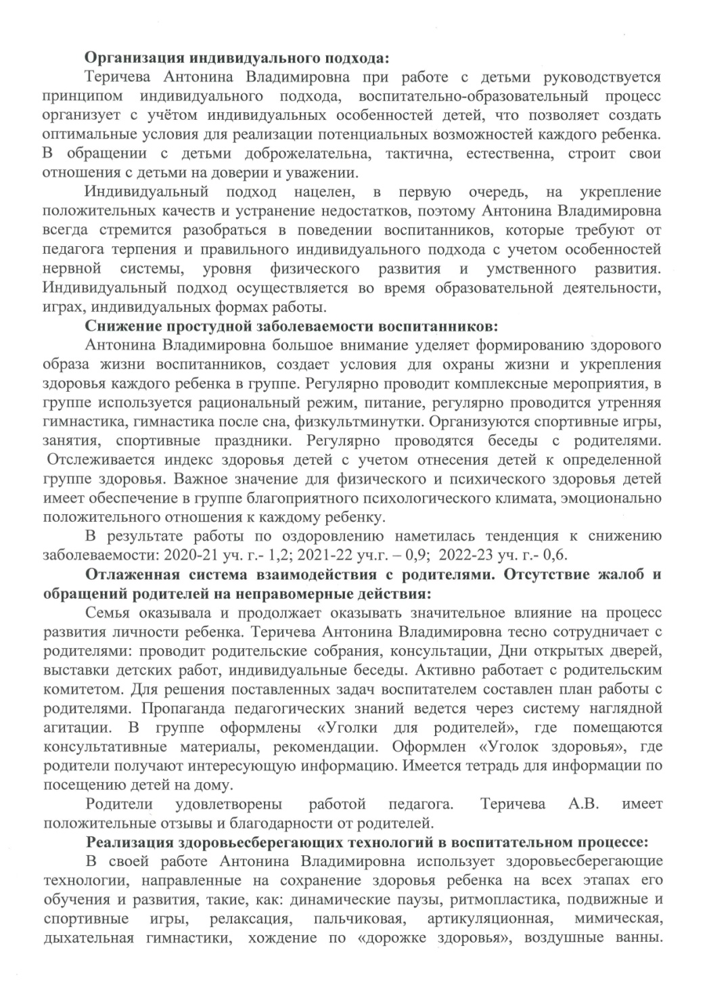 Организация индивидуального подхода:
Теричева Антонина Владимировна при работе с детьми руководствуется
принципом индивидуального подхода, воспитательно-образовательный процесс
организует с учётом индивидуальных особенностей детей, что позволяет создать
оптимальные условия для реализации потенциальных возможностей каждого ребенка.
В обращении с детьми доброжелательна, тактична, естественна, строит свои
отношения с детьми на доверии и уважении.
Индивидуальный подход нацелен, в первую очередь, на укрепление
положительных качеств и устранение недостатков, поэтому Антонина Владимировна
всегда стремится разобраться в поведении воспитанников, которые требуют от
педагога терпения и правильного индивидуального подхода с учетом особенностей
нервной системы, уровня физического развития и умственного развития.
Индивидуальный подход осуществляется во время образовательной деятельности,
играх, индивидуальных формах работы.
Снижение простудной заболеваемости воспитанников:
Антонина Владимировна большое внимание уделяет формированию здорового
образа жизни воспитанников, создает условия для охраны жизни и укрепления
здоровья каждого ребенка в группе. Регулярно проводит комплексные мероприятия, в
группе используется рациональный режим, питание, регулярно проводится утренняя
гимнастика, гимнастика после сна, физкультминутки. Организуются спортивные игры,
занятия, спортивные праздники. Регулярно проводятся беседы с родителями.
Отслеживается индекс здоровья детей с учетом отнесения детей к определенной
группе здоровья. Важное значение для физического и психического здоровья детей
имеет обеспечение в группе благоприятного психологического климата, эмоционально
положительного отношения к каждому ребенку.
В результате работы по оздоровлению наметилась тенденция к снижению
заболеваемости: 2020-21 уч. г.- 1,2; 2021-22 уч.г. – 0,9; 2022-23 уч. г.- 0,6.
Отлаженная система взаимодействия с родителями. Отсутствие жалоб и
обращений родителей на неправомерные действия:
Семья оказывала и продолжает оказывать значительное влияние на процесс
развития личности ребенка. Теричева Антонина Владимировна тесно сотрудничает с
родителями: проводит родительские собрания, консультации, Дни открытых дверей,
выставки детских работ, индивидуальные беседы. Активно работает с родительским
комитетом. Для решения поставленных задач воспитателем составлен план работы с
родителями. Пропаганда педагогических знаний ведется через систему наглядной
агитации. В группе оформлены «Уголки для родителей», где помещаются
консультативные материалы, рекомендации. Оформлен «Уголок здоровья», где
родители получают интересующую информацию. Имеется тетрадь для информации по
посещению детей на дому.
Родители удовлетворены работой педагога. Теричева А.В. имеет
положительные отзывы и благодарности от родителей.
Реализация здоровьесберегающих технологий в воспитательном процессе:
В своей работе Антонина Владимировна использует здоровьесберегающие
технологии, направленные на сохранение здоровья ребенка на всех этапах его
обучения и развития, такие, как: динамические паузы, ритмопластика, подвижные и
спортивные игры, релаксация, пальчиковая, артикуляционная, мимическая,
дыхательная гимнастики, хождение по «дорожке здоровья», воздушные ванны.